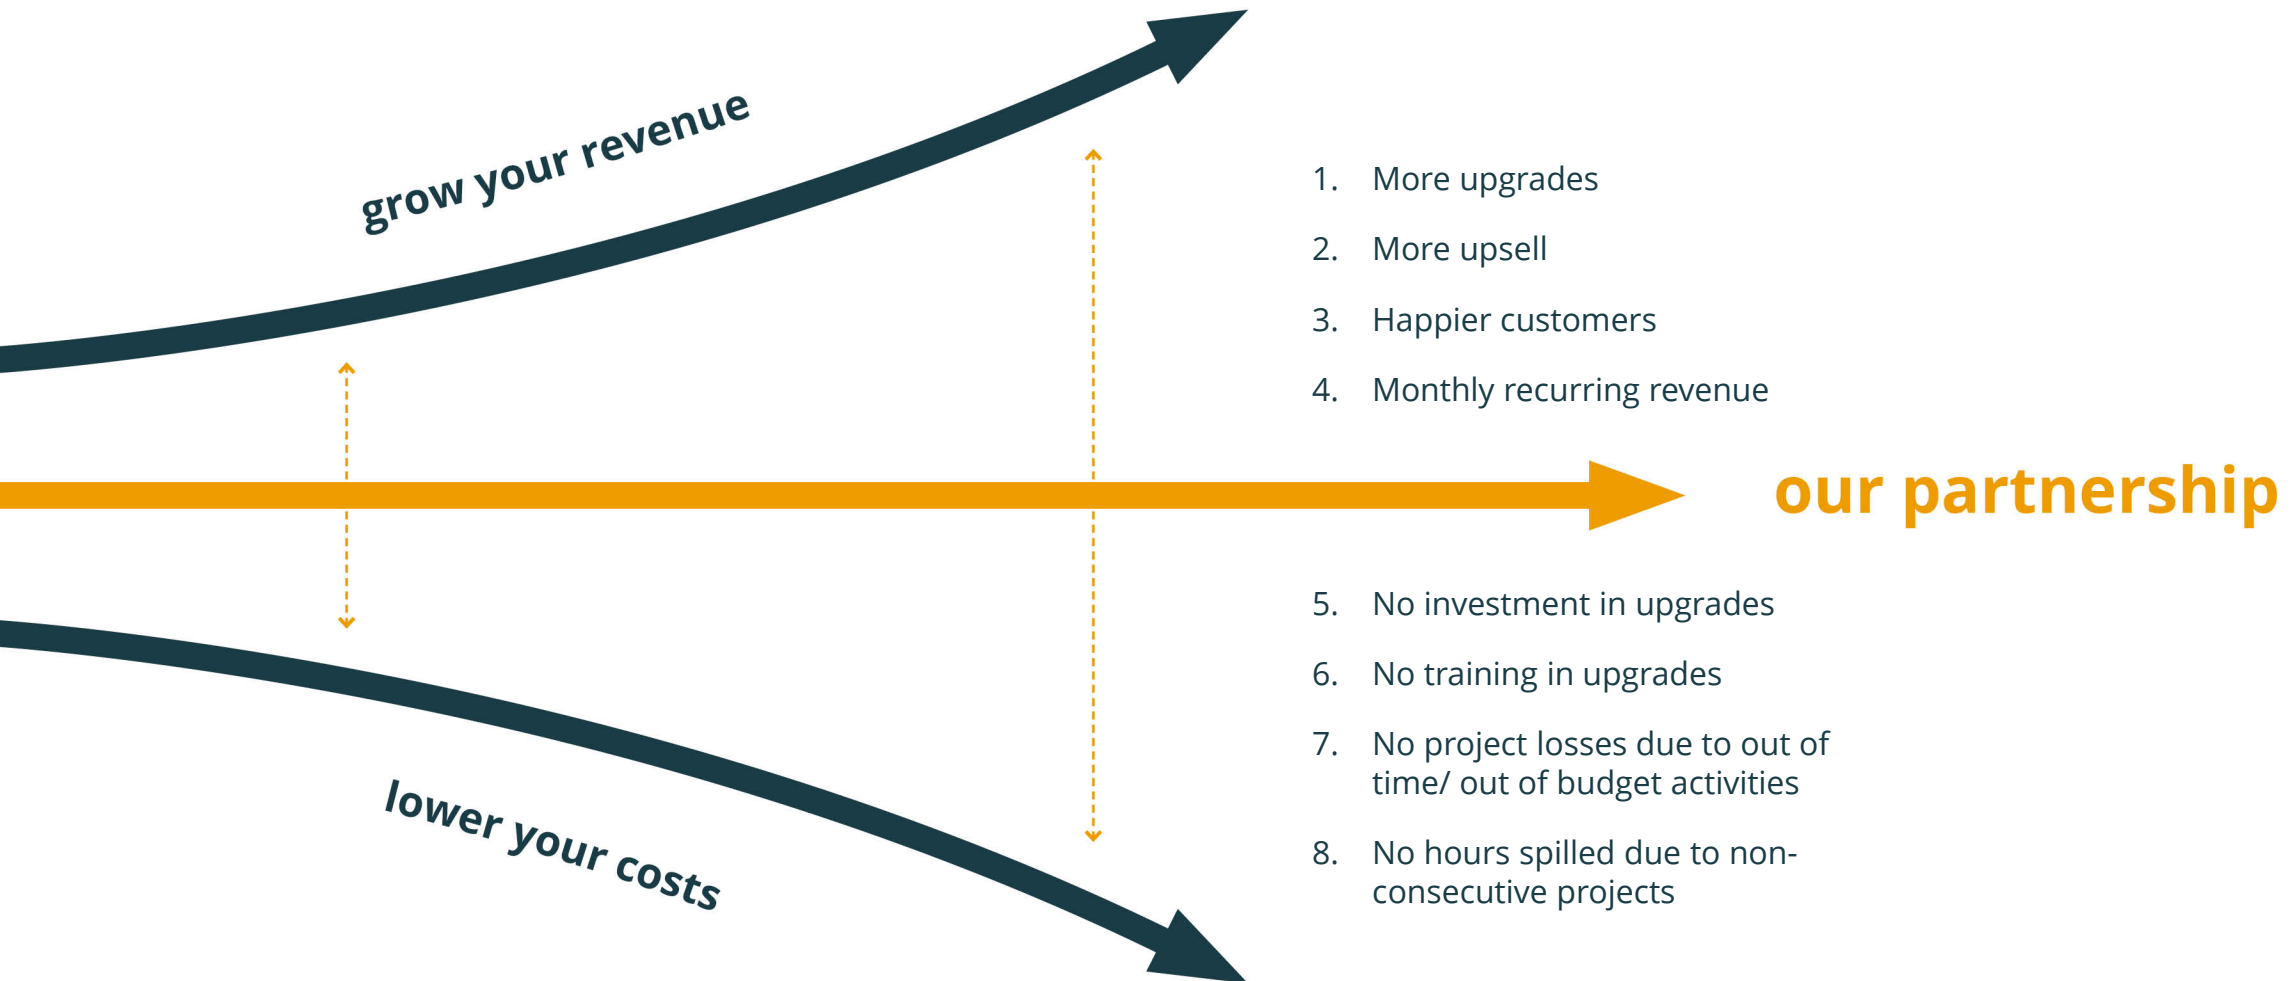 grow your revenue
1. More upgrades
2. More upsell
3. Happier customers
4. Monthly recurring revenue
our partnership
5. No investment in upgrades
6. No training in upgrades
7. No project losses due to out of
time/ out of budget activities
lower your costs
8. No hours spilled due to non-
consecutive projects